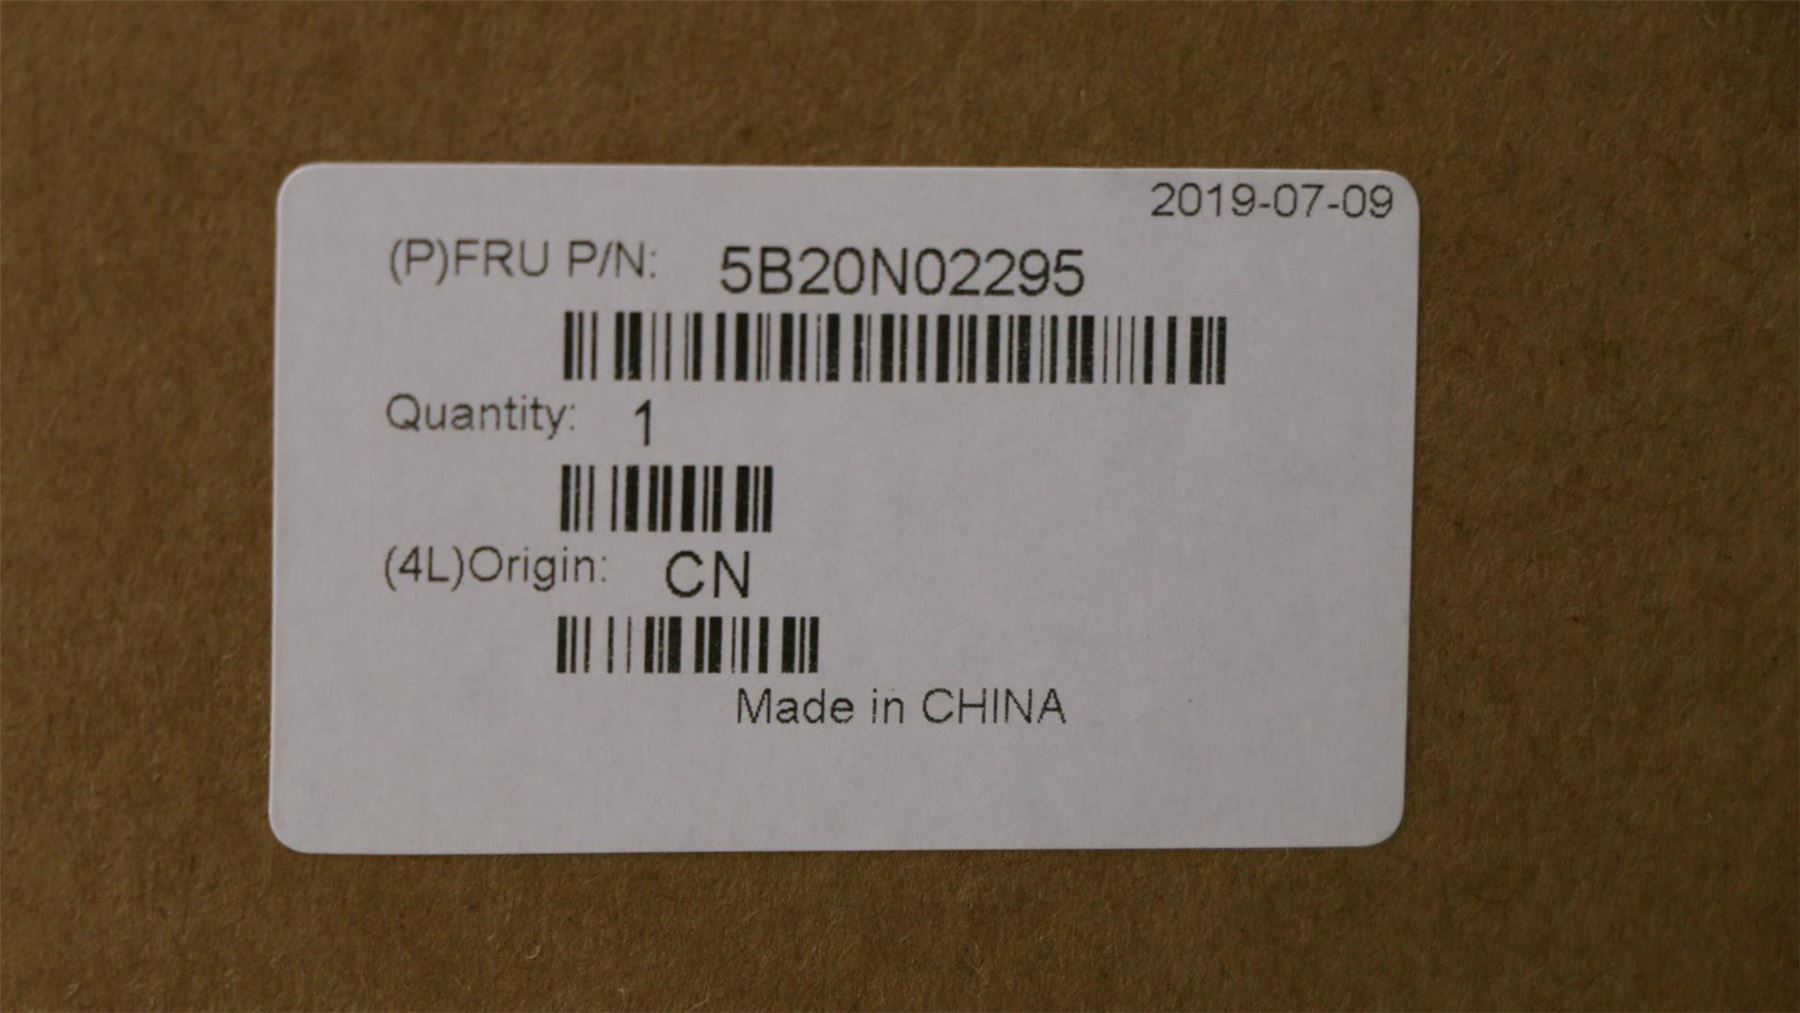 2019-07-09
(P)FRU P/N: 5B20N02295
Quantity: 1
(4L)Origin: CN
Made in CHINA